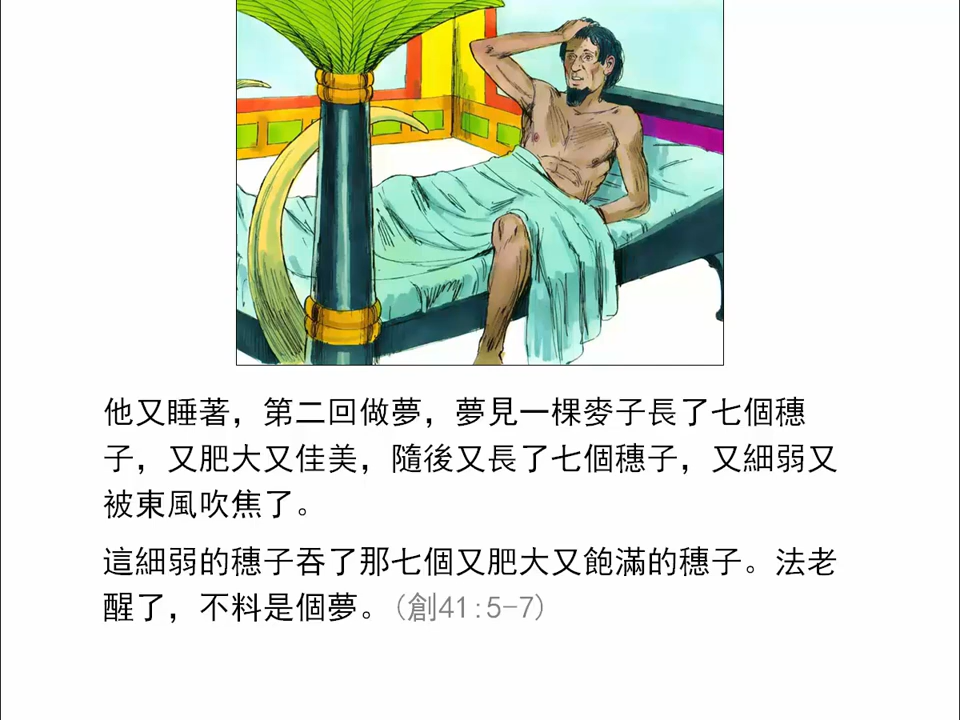 他又睡著，第二回做夢，夢見一棵麥子長了七個穗
子，又肥大又佳美，隨後又長了七個穗子，又細弱又
被東風吹焦了。
這細弱的穗子吞了那七個又肥大又飽滿的穗子。法老
醒了，不料是個夢。(創41:5-7)